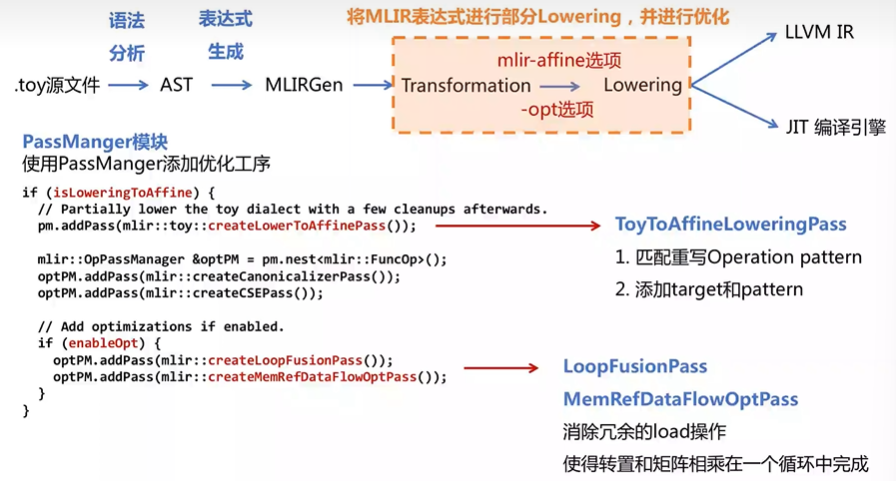 语法
分析
表达式
生成
将MLIR表达式进行部分Lowering，并进行优化
.toy源文件
AST
MLIRGen
Transformation
mlir-affine选项
-opt选项
Lowering
LLVM IR
JIT 编译引擎
PassManger模块
使用PassManger添加优化工序
if (isLoweringToAffine) {
// Partially lower the toy dialect with a few cleanups afterwards.
pm.addPass(mlir::toy::createLowerToAffinePass());
mlir::OpPassManager &optPM = pm.nest<mlir::FuncOp>();
optPM.addPass(mlir::createCanonicalizerPass());
optPM.addPass(mlir::createCSEPass());
// Add optimizations if enabled.
if (enableOpt) {
optPM.addPass(mlir::createLoopFusionPass());
optPM.addPass(mlir::createMemRefDataFlowOptPass());
}
}
ToyToAffineLoweringPass
1. 匹配重写Operation pattern
2. 添加target和pattern
LoopFusionPass
MemRefDataFlowOptPass
消除冗余的load操作
使得转置和矩阵相乘在一个循环中完成